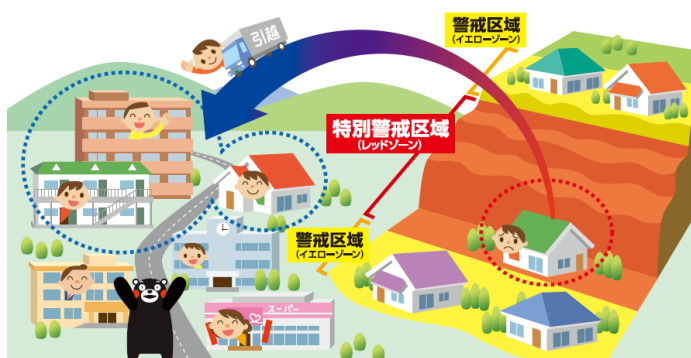 警戒区域
(イエローゾーン)
引越
特別警戒区域
(レッドゾーン)
警戒区域
(イエローゾーン)
スーパー